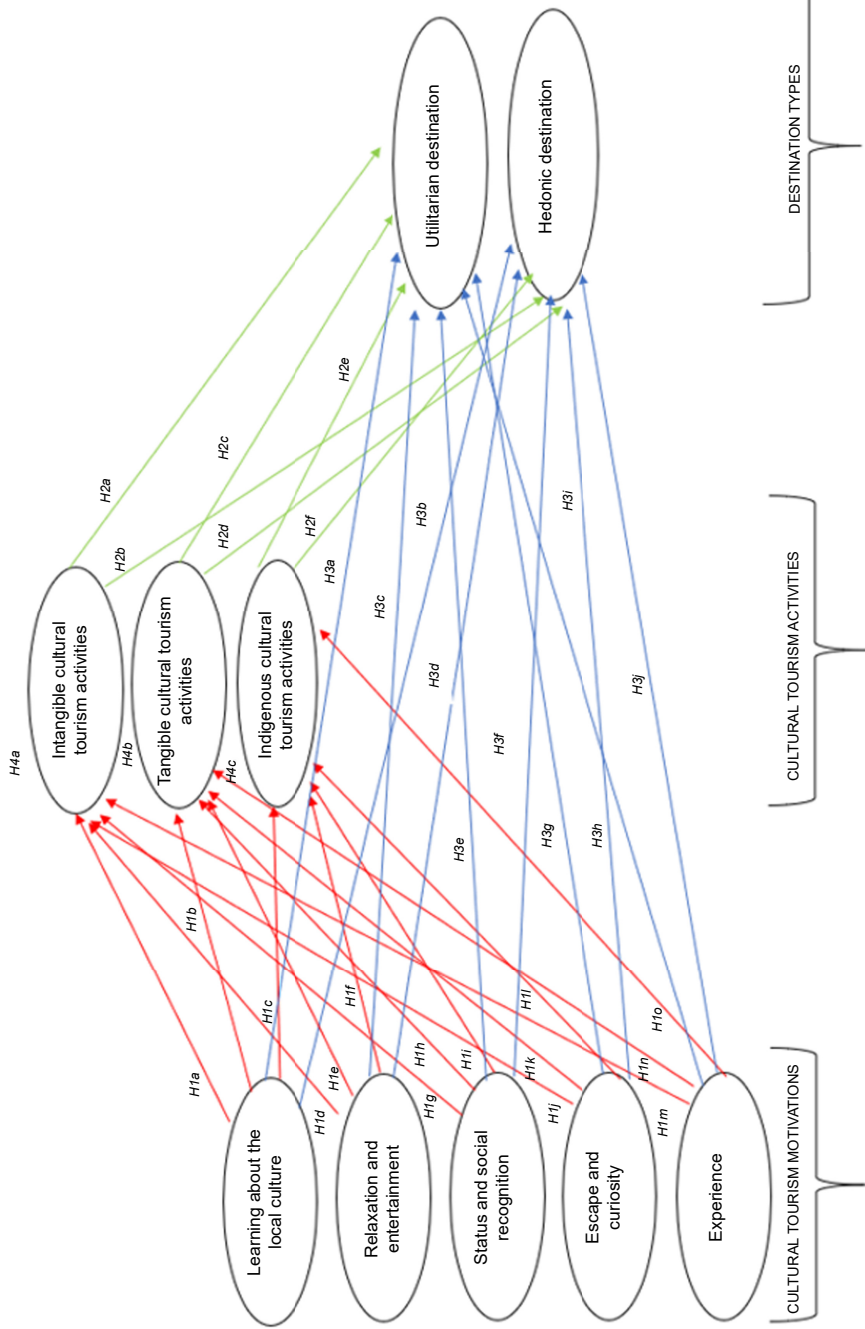 H4a
Intangible cultural
tourism activities
H4b
Tangible cultural tourism
activities
H4c
Indigenous cultural
tourism activities
Utilitarian destination
Hedonic destination
H2a
H2b
H2c
H2d
H2e
H2f
H1a
H1b
H1c
H1d
H1e
H1f
H1g
H1h
H1i
H1j
H1k
H1l
H1m
H1n
H1o
H3a
H3b
H3c
H3d
H3e
H3f
H3g
H3h
H3i
H3j
Learning about the
local culture
Relaxation and
entertainment
Status and social
recognition
Escape and
curiosity
Experience
CULTURAL TOURISM MOTIVATIONS
CULTURAL TOURISM ACTIVITIES
DESTINATION TYPES